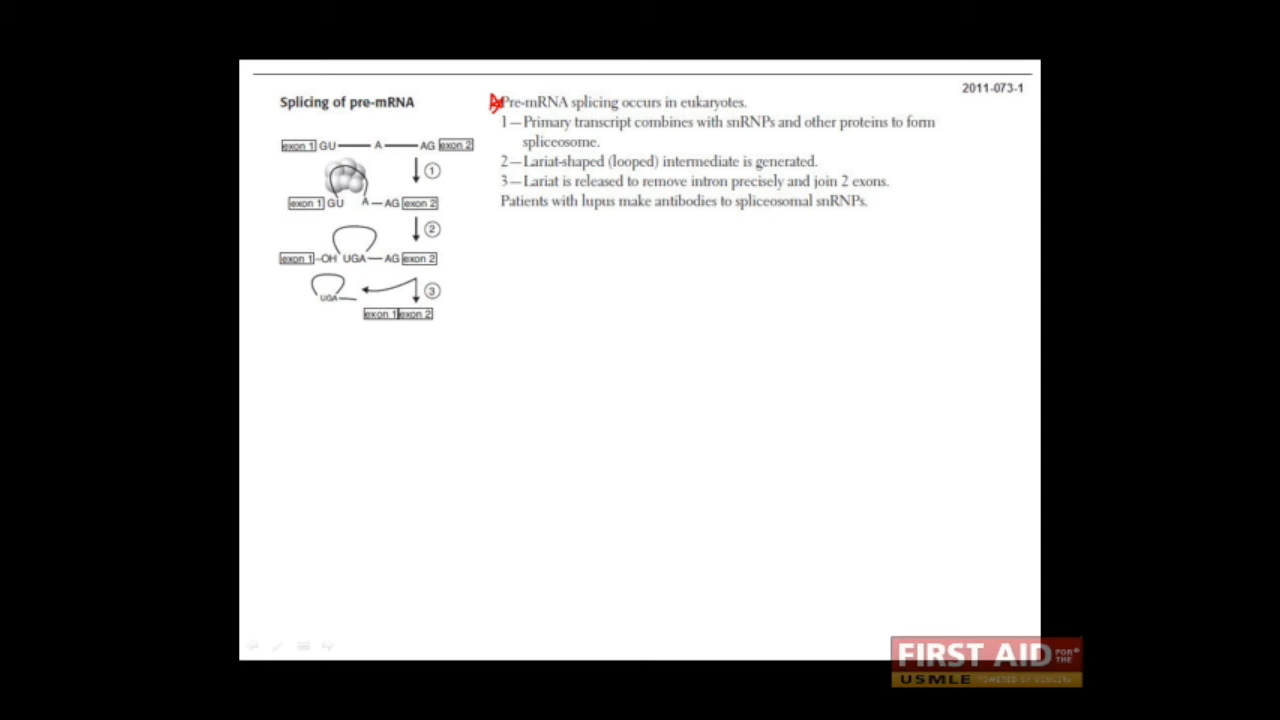 2011-073-1
Splicing of pre-mRNA
Pre-mRNA splicing occurs in eukaryotes.
1—Primary transcript combines with snRNPs and other proteins to form
spliceosome.
2—Lariat-shaped (looped) intermediate is generated.
3—Lariat is released to remove intron precisely and join 2 exons.
Patients with lupus make antibodies to spliceosomal snRNPs.
exon 1 GU A AG exon 2
1
exon 1 GU A AG exon 2
2
exon 1 -OH UGA AG exon 2
UGA 3
exon 1 exon 2
FIRST AID FOR THE
USMLE